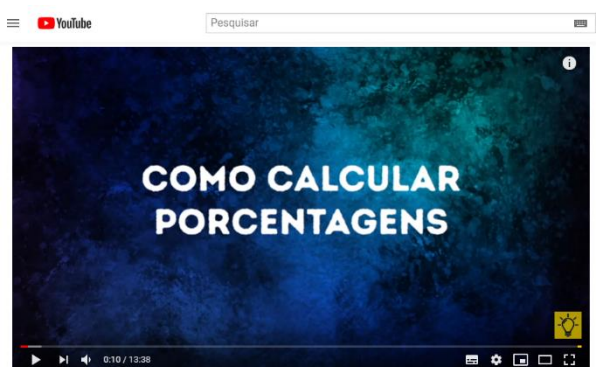 YouTube
Pesquisar
COMO CALCULAR
PORCENTAGENS
0:10 / 13:38